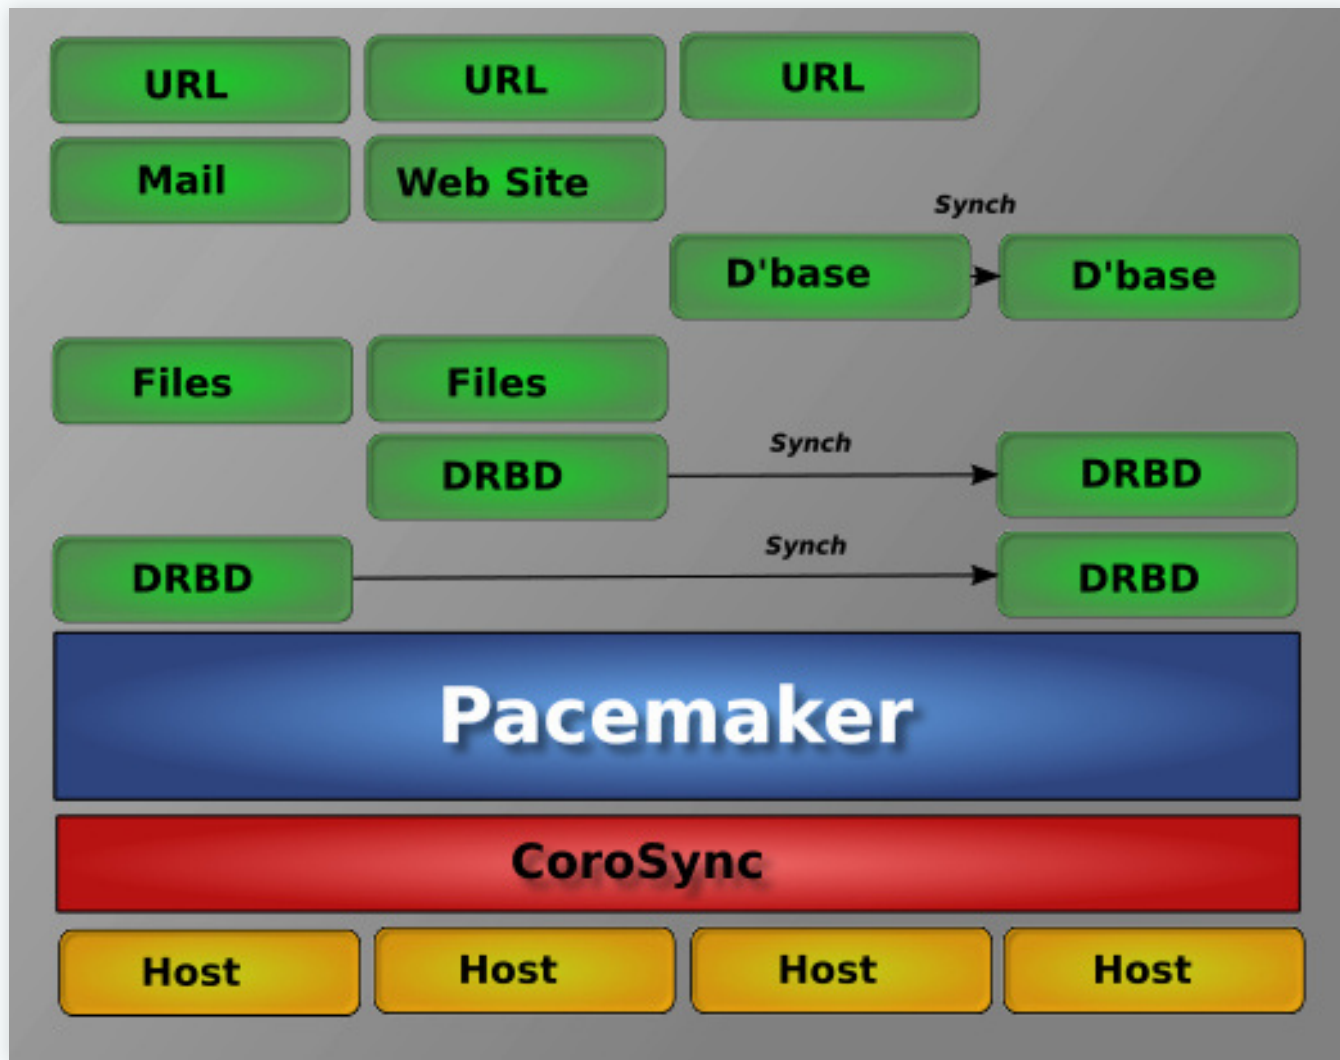 URL URL URL
Mail Web Site
Synch
D'base D'base
Files Files
Synch
DRBD DRBD
Synch
DRBD DRBD
Pacemaker
CoroSync
Host Host Host Host